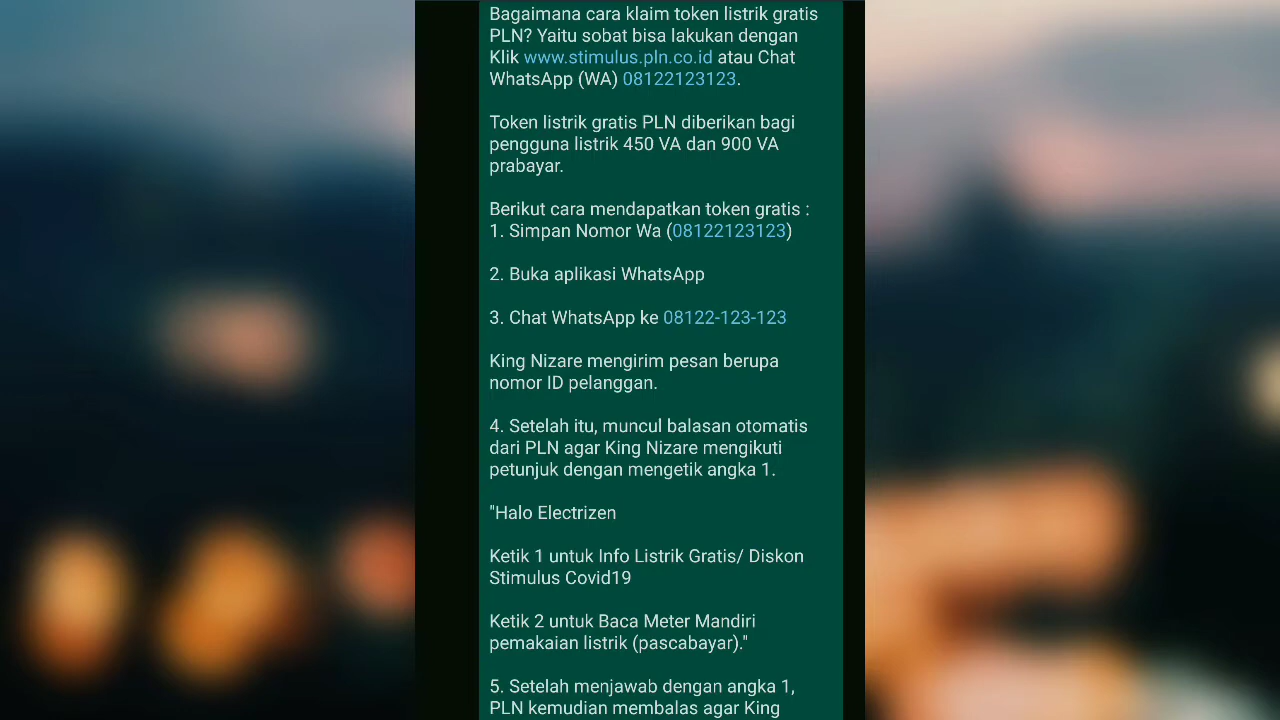 Bagaimana cara klaim token listrik gratis
PLN? Yaitu sobat bisa lakukan dengan
Klik www.stimulus.pln.co.id atau Chat
WhatsApp (WA) 08122123123.
Token listrik gratis PLN diberikan bagi
pengguna listrik 450 VA dan 900 VA
prabayar.
Berikut cara mendapatkan token gratis :
1. Simpan Nomor Wa (08122123123)
2. Buka aplikasi WhatsApp
3. Chat WhatsApp ke 08122-123-123
King Nizare mengirim pesan berupa
nomor ID pelanggan.
4. Setelah itu, muncul balasan otomatis
dari PLN agar King Nizare mengikuti
petunjuk dengan mengetik angka 1.
"Halo Electrizen
Ketik 1 untuk Info Listrik Gratis/ Diskon
Stimulus Covid19
Ketik 2 untuk Baca Meter Mandiri
pemakaian listrik (pascabayar)."
5. Setelah menjawab dengan angka 1,
PLN kemudian membalas agar King